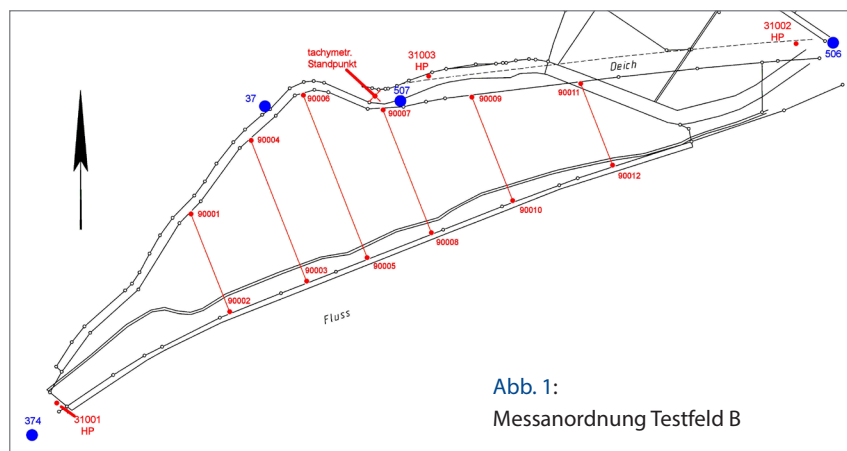 31002
HP
506
tachymetr.
Standpunkt
31003
HP
Deich
37
90006
507
90007
90009
90011
90004
90012
90001
90010
90008
90005
90003
90002
Fluss
Abb. 1:
Messanordnung Testfeld B
374
31001
HP